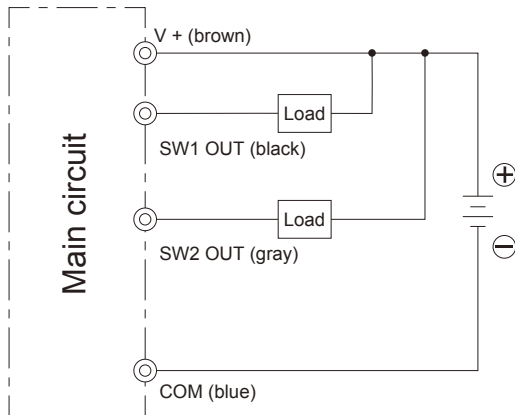 V + (brown)
Load
SW1 OUT (black)
Load
SW2 OUT (gray)
COM (blue)
Main circuit
+
−